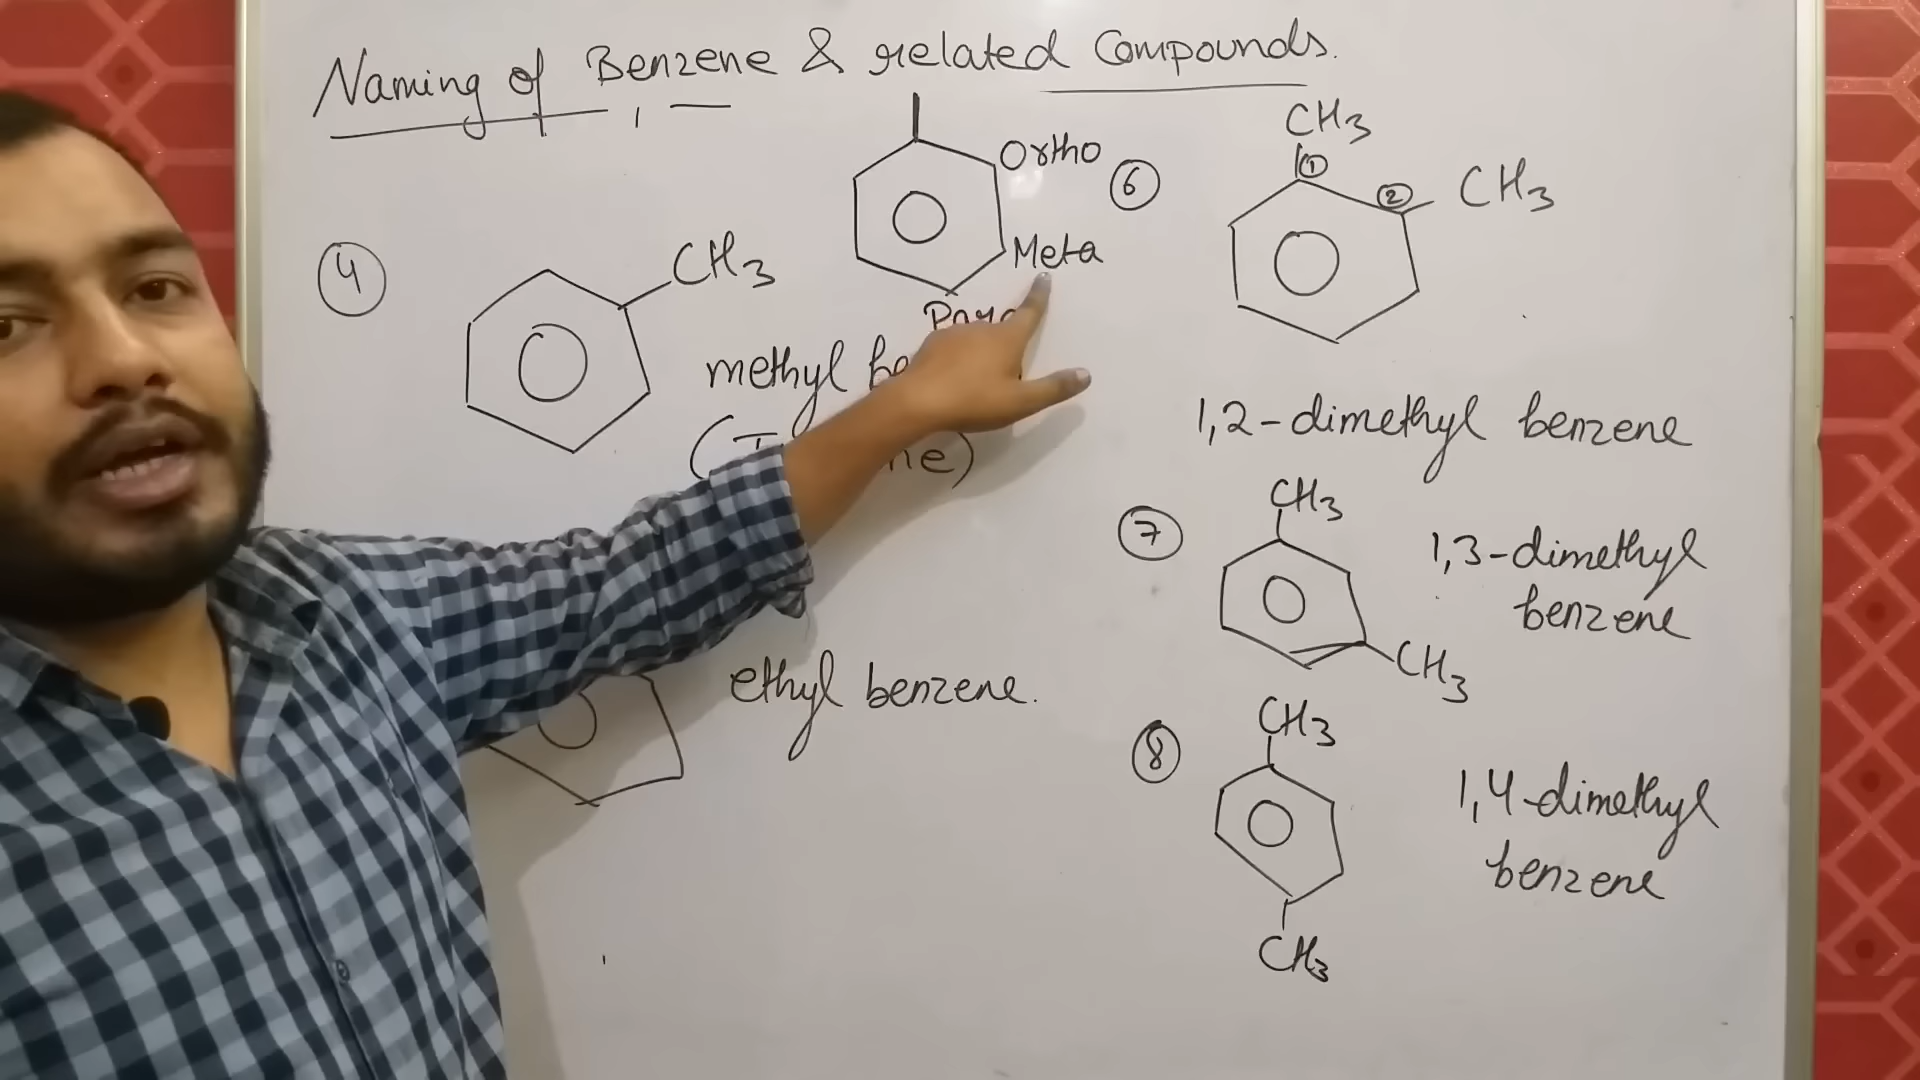 Naming of Benzene & related Compounds.
Ortho
Meta
4
CH3
methyl
ethyl benzene.
6
CH3
1
2
CH3
1,2-dimethyl benzene
7
CH3
1,3-dimethyl
benzene
CH3
8
CH3
1,4-dimethyl
benzene
CH3